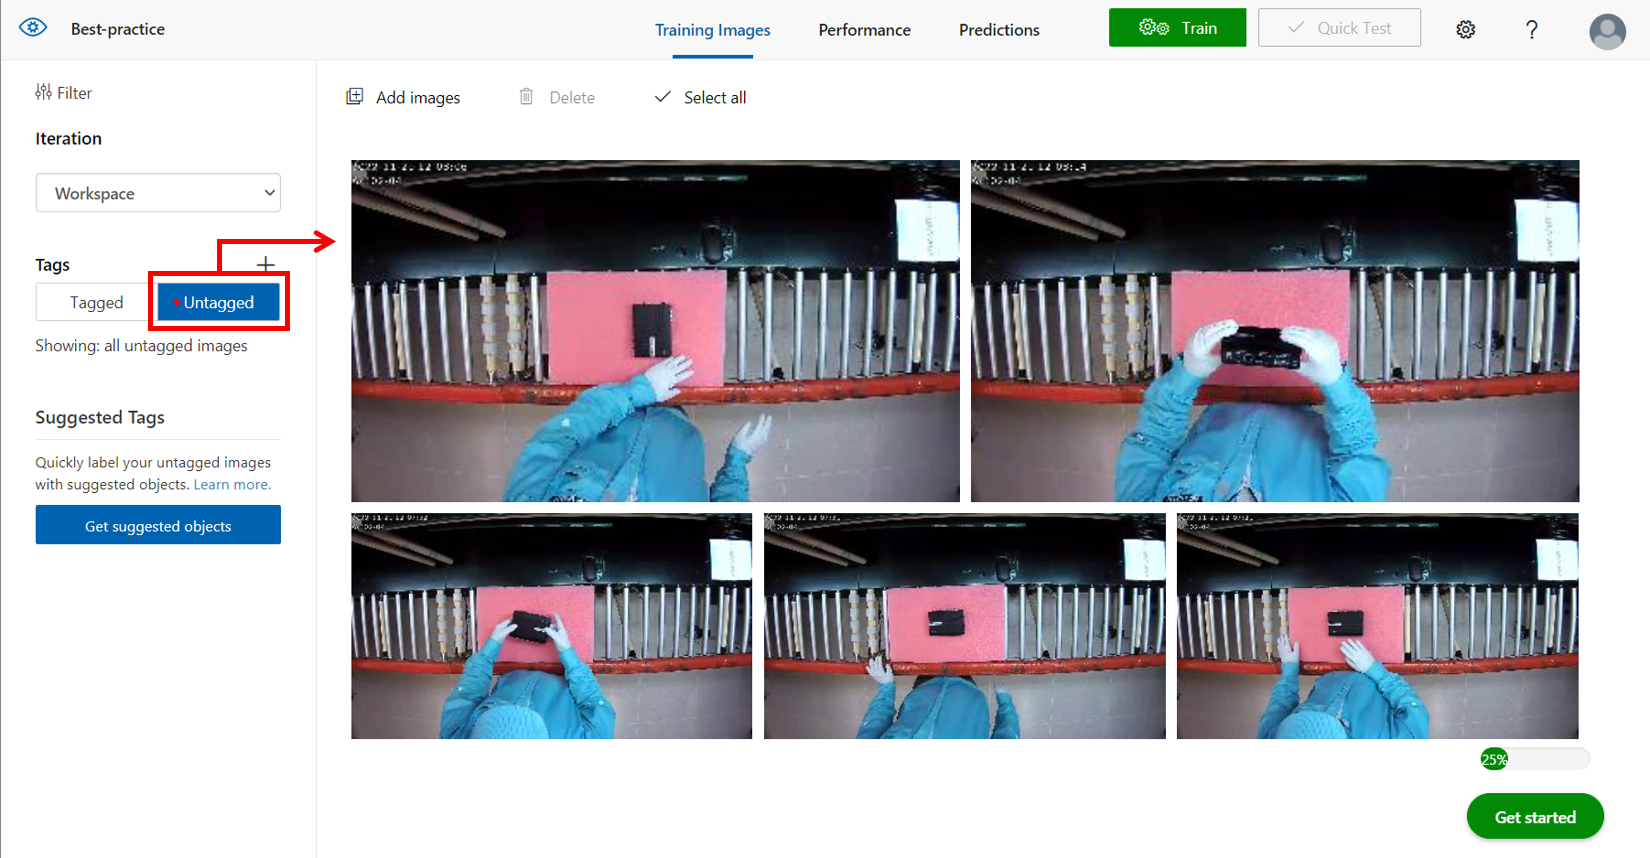 Best-practice
Training Images
Performance
Predictions
Train
Quick Test
?
Filter
Iteration
Workspace
Tags
Tagged
Untagged
Showing: all untagged images
Suggested Tags
Quickly label your untagged images
with suggested objects. Learn more.
Get suggested objects
Add images
Delete
Select all
25%
Get started